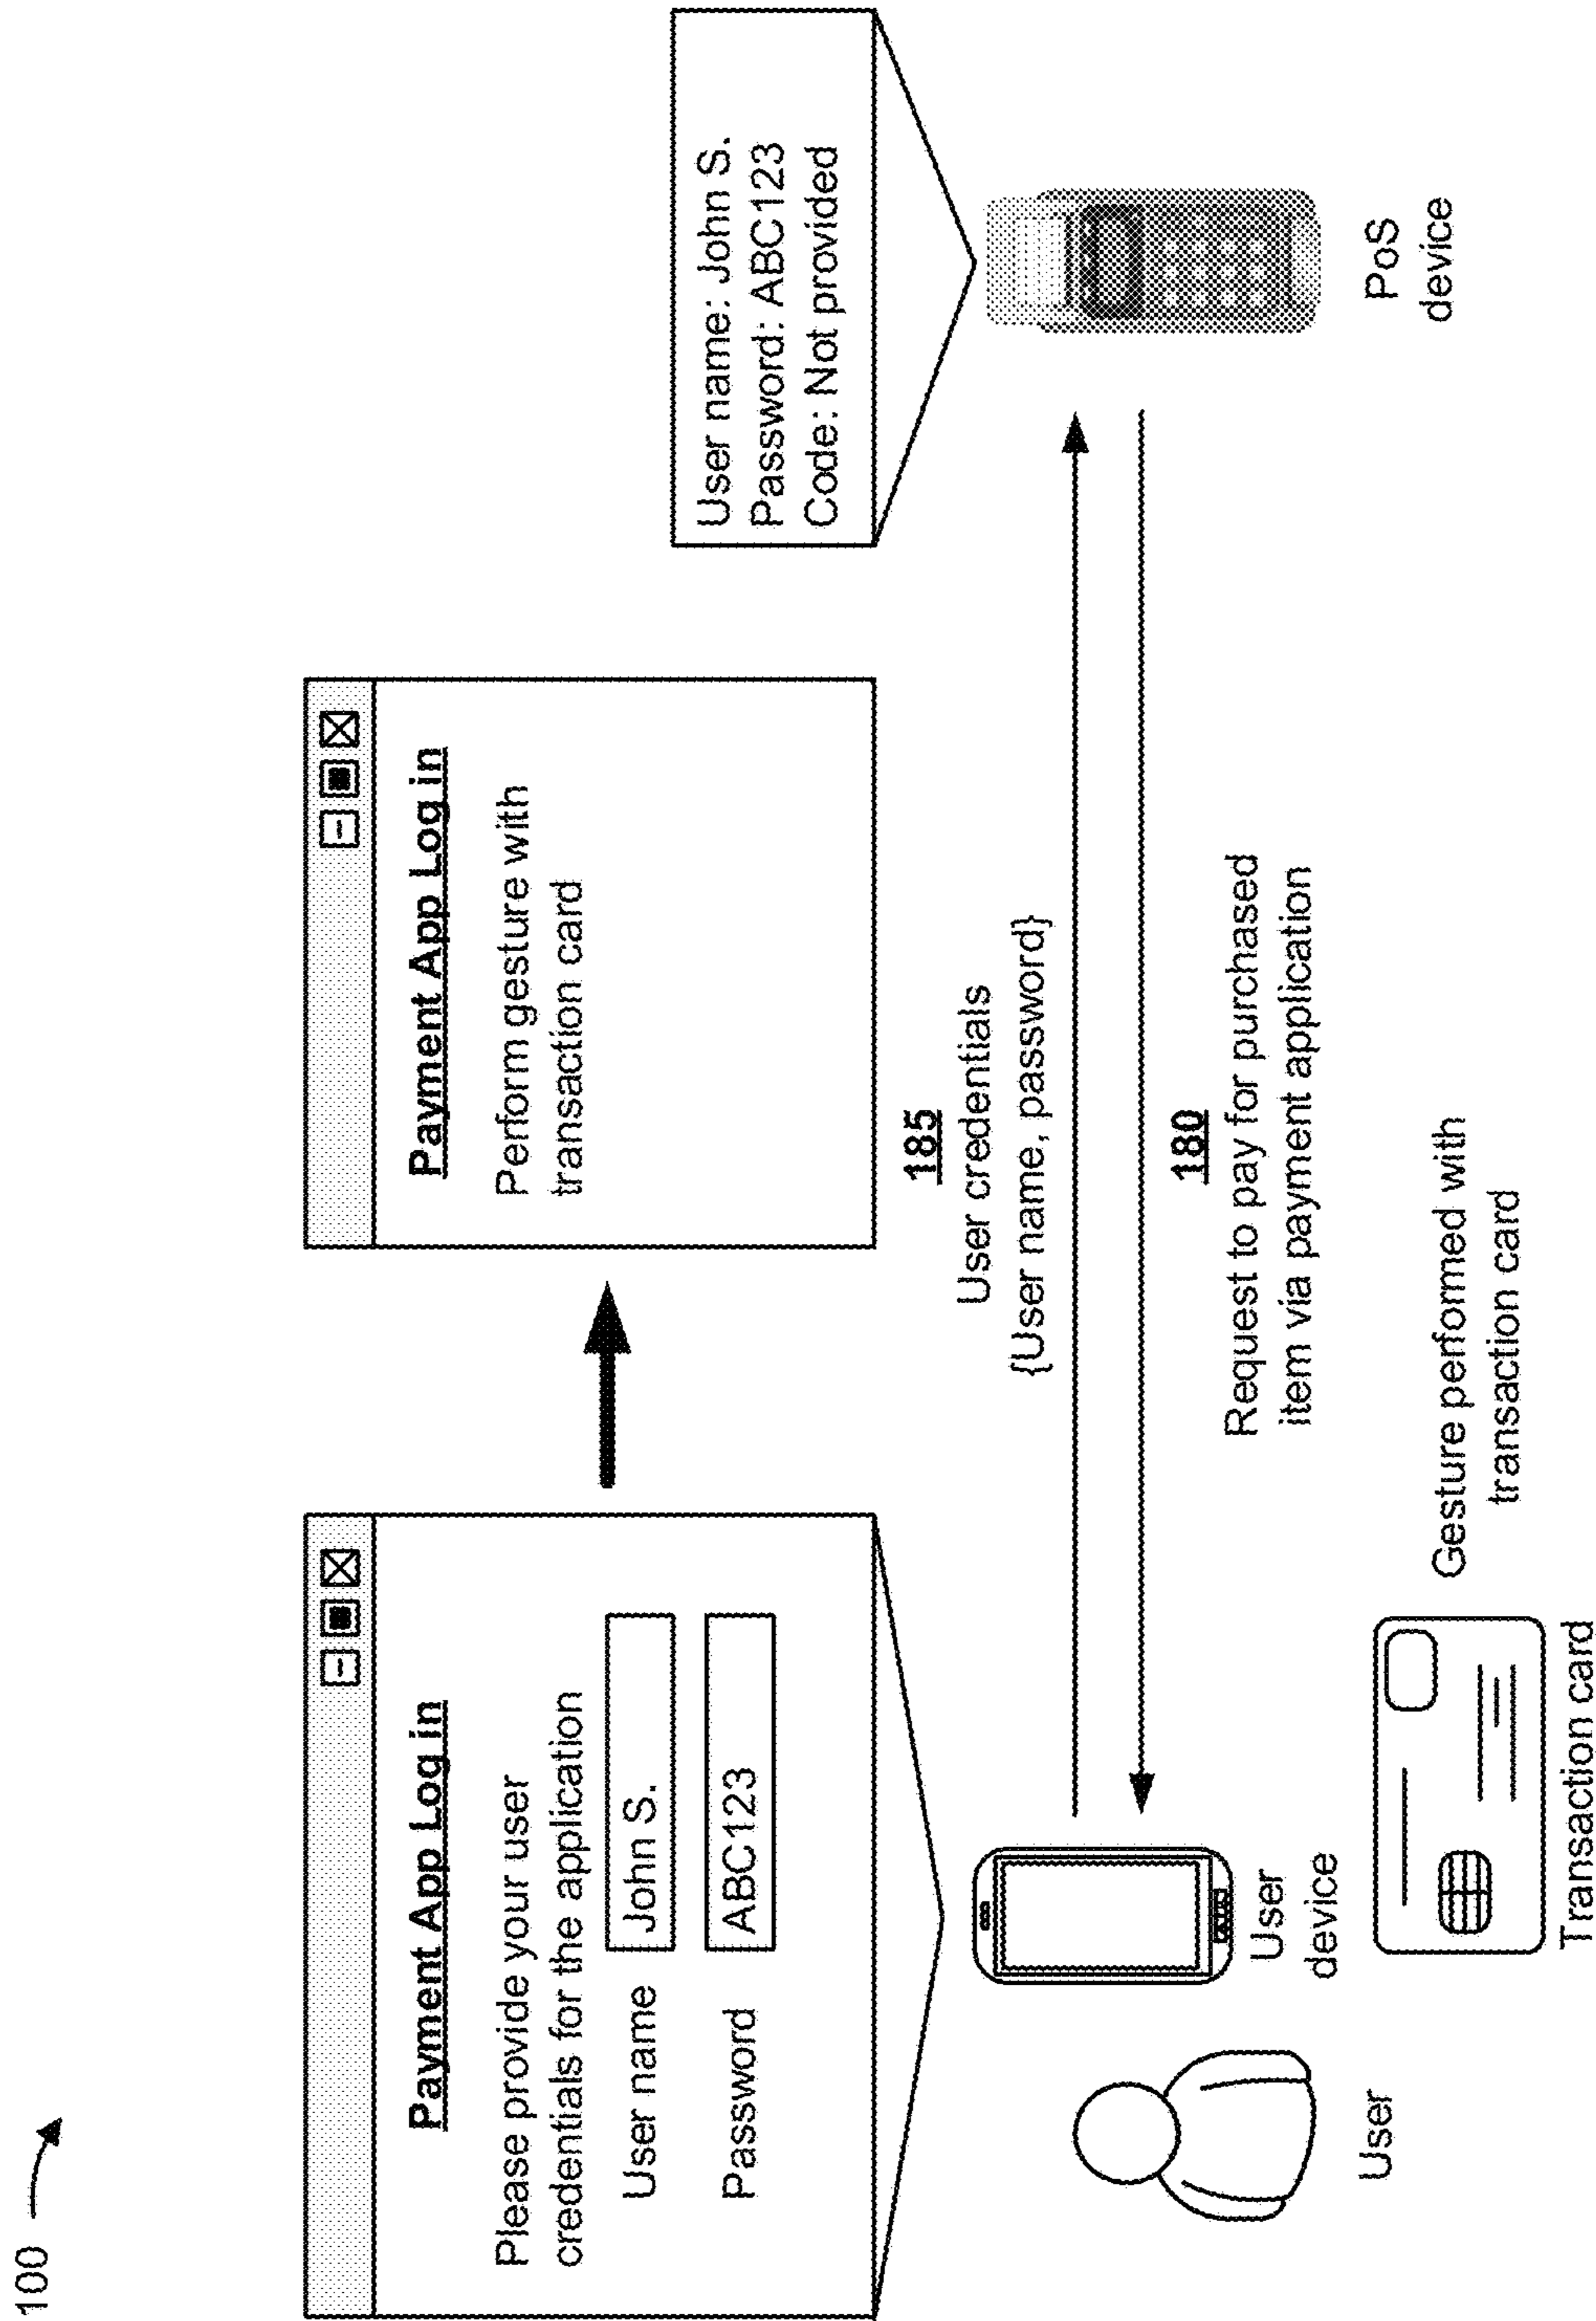 100
Payment App Log in
Please provide your user
credentials for the application
User name
John S.
Password
ABC123
Payment App Log in
Perform gesture with
transaction card
User name: John S.
Password: ABC123
Code: Not provided
185
User credentials
{User name, password}
180
Request to pay for purchased
item via payment application
User
User
device
PoS
device
Gesture performed with
transaction card
Transaction card